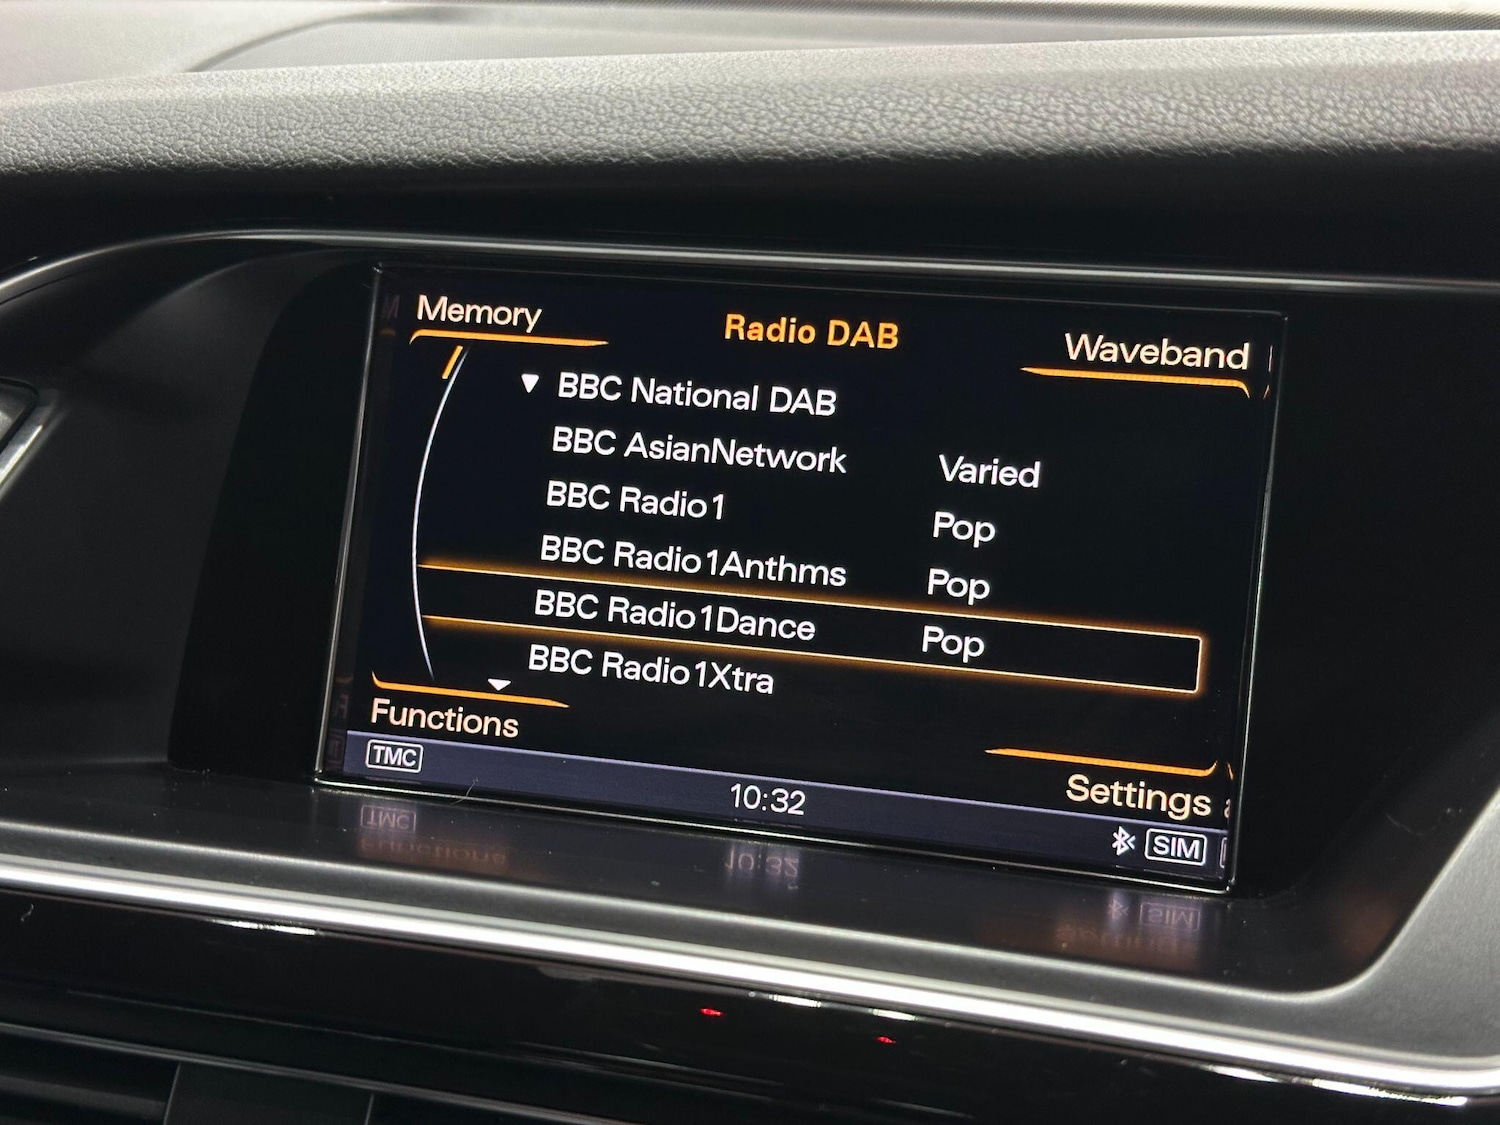 Memory
Radio DAB
Waveband
BBC National DAB
BBC AsianNetwork Varied
BBC Radio1 Pop
BBC Radio1Anthms Pop
BBC Radio1Dance Pop
BBC Radio1Xtra
Functions
Settings
TMC
10:32
SIM